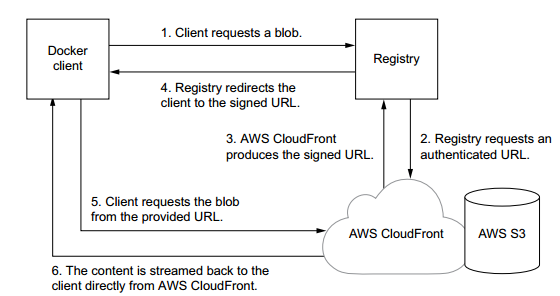 1. Client requests a blob.
Docker
client
Registry
4. Registry redirects the
client to the signed URL.
3. AWS CloudFront
produces the signed URL.
2. Registry requests an
authenticated URL.
5. Client requests the blob
from the provided URL.
AWS CloudFront
AWS S3
6. The content is streamed back to the
client directly from AWS CloudFront.